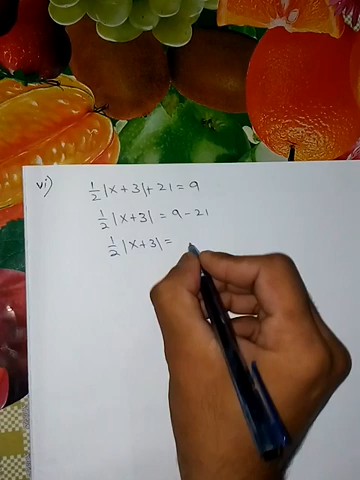 vi) 1/2 |x+3|+21=9
1/2 |x+3| = 9-21
1/2 |x+3| =